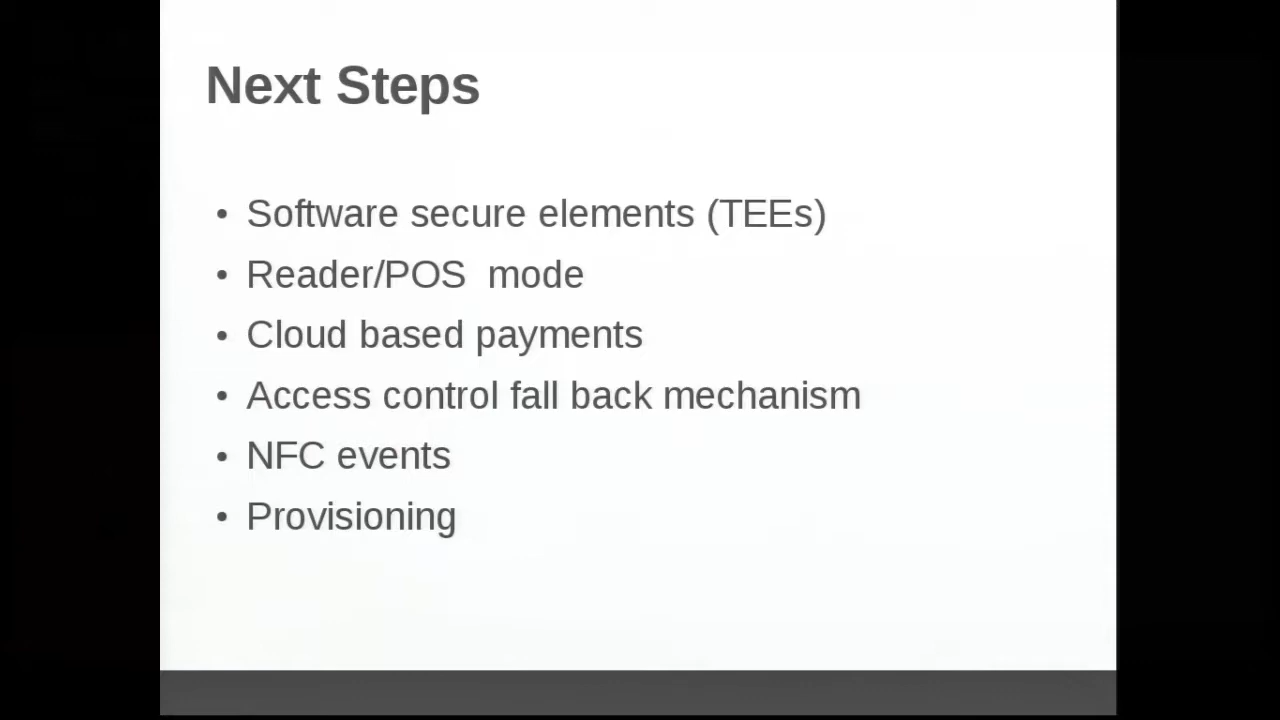 Next Steps
• Software secure elements (TEEs)
• Reader/POS  mode
• Cloud based payments
• Access control fall back mechanism
• NFC events
• Provisioning